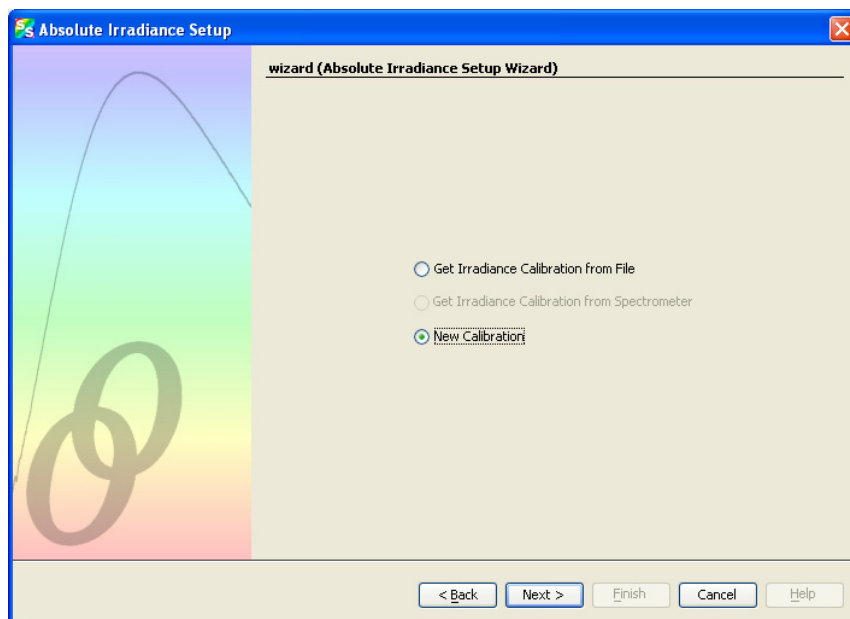 Absolute Irradiance Setup
wizard (Absolute Irradiance Setup Wizard)
Get Irradiance Calibration from File
Get Irradiance Calibration from Spectrometer
New Calibration
< Back Next > Finish Cancel Help